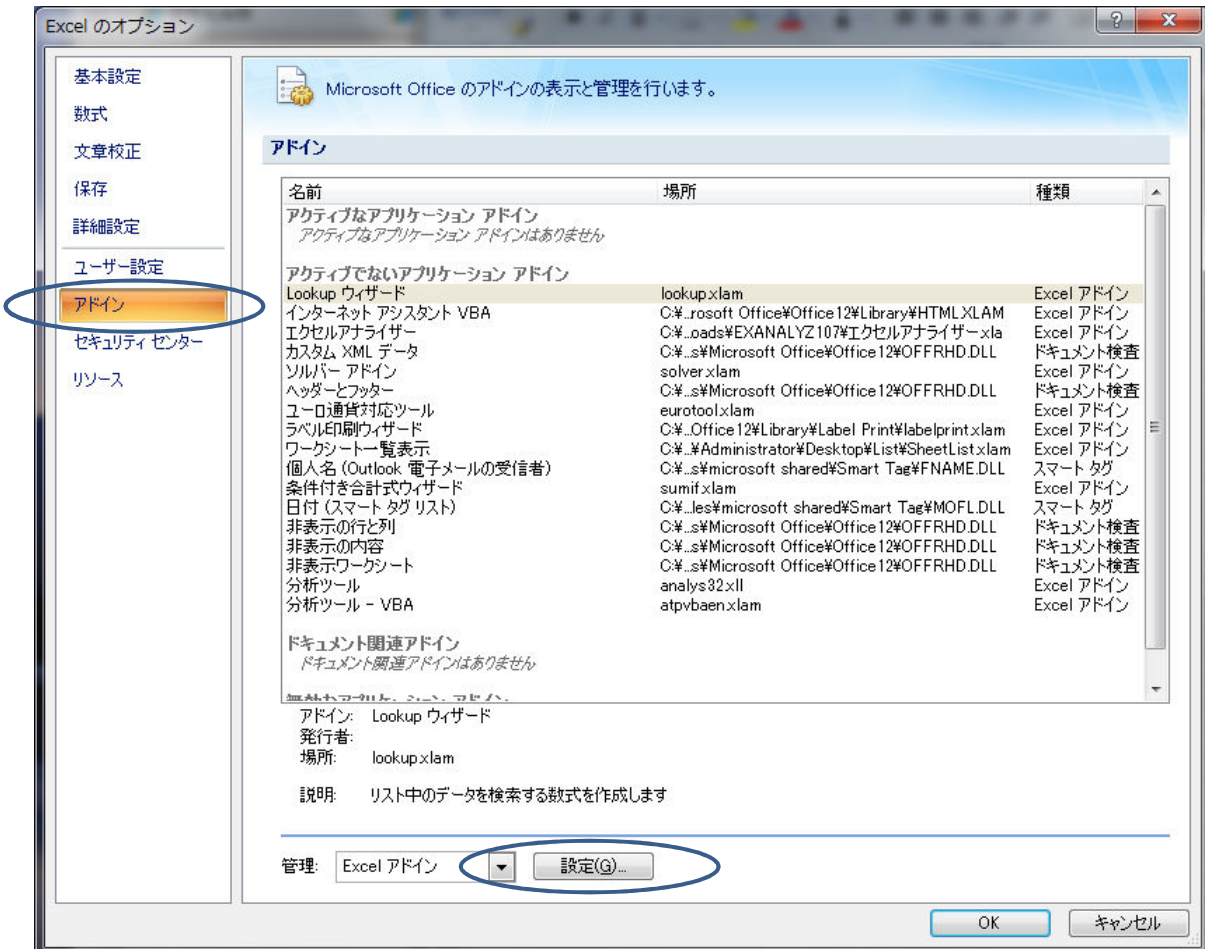 Excel のオプション
基本設定
数式
文章校正
保存
詳細設定
ユーザー設定
アドイン
セキュリティ センター
リソース
Microsoft Office のアドインの表示と管理を行います。
アドイン
名前 場所 種類
アクティブなアプリケーション アドイン
アクティブなアプリケーション アドインはありません
アクティブでないアプリケーション アドイン
Lookup ウィザード lookup.xlam Excel アドイン
インターネット アシスタント VBA C:¥..rosoft Office¥Office12¥Library¥HTML.XLAM Excel アドイン
エクセルアナライザー C:¥..oads¥EXANALYZ107¥エクセルアナライザー.xla Excel アドイン
カスタム XML データ C:¥..s¥Microsoft Office¥Office12¥OFFRHD.DLL ドキュメント検査
ソルバー アドイン solver.xlam Excel アドイン
ヘッダーとフッター C:¥..s¥Microsoft Office¥Office12¥OFFRHD.DLL ドキュメント検査
ユーロ通貨対応ツール eurotool.xlam Excel アドイン
ラベル印刷ウィザード C:¥..Office12¥Library¥Label Print¥labelprint.xlam Excel アドイン
ワークシート一覧表示 C:¥..¥Administrator¥Desktop¥List¥SheetList.xlam Excel アドイン
個人名 (Outlook 電子メールの受信者) C:¥..s¥microsoft shared¥Smart Tag¥FNAME.DLL スマート タグ
条件付き合計式ウィザード sumif.xlam Excel アドイン
日付 (スマート タグ リスト) C:¥..les¥microsoft shared¥Smart Tag¥MOFL.DLL スマート タグ
非表示の行と列 C:¥..s¥Microsoft Office¥Office12¥OFFRHD.DLL ドキュメント検査
非表示の内容 C:¥..s¥Microsoft Office¥Office12¥OFFRHD.DLL ドキュメント検査
非表示ワークシート C:¥..s¥Microsoft Office¥Office12¥OFFRHD.DLL ドキュメント検査
分析ツール analys32.xll Excel アドイン
分析ツール - VBA atpvbaen.xlam Excel アドイン
ドキュメント関連アドイン
ドキュメント関連アドインはありません
アドイン: Lookup ウィザード
発行者:
場所: lookup.xlam
説明: リスト中のデータを検索する数式を作成します
管理: Excel アドイン 設定(G)...
OK キャンセル